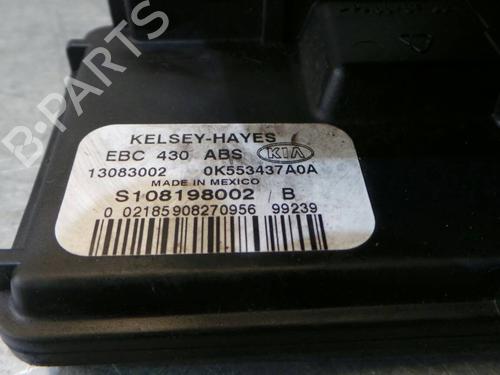 B-PARTS
KELSEY-HAYES
EBC 430 ABS KIA
13083002 0K553437A0A
MADE IN MEXICO
S108198002 B
0 02185908270956 99239